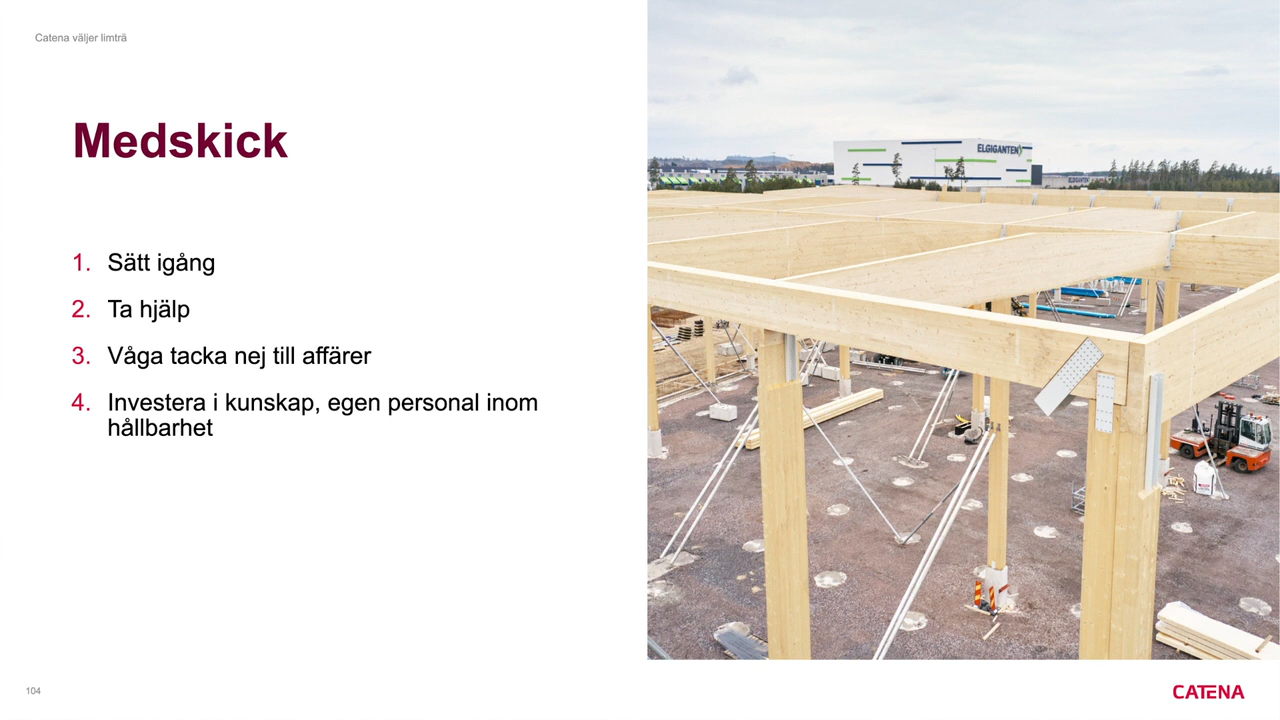 Catena väljer limträ
Medskick
1. Sätt igång
2. Ta hjälp
3. Våga tacka nej till affärer
4. Investera i kunskap, egen personal inom
hållbarhet
ELGIGANTEN
ELGIGANTEN
104
CATENA